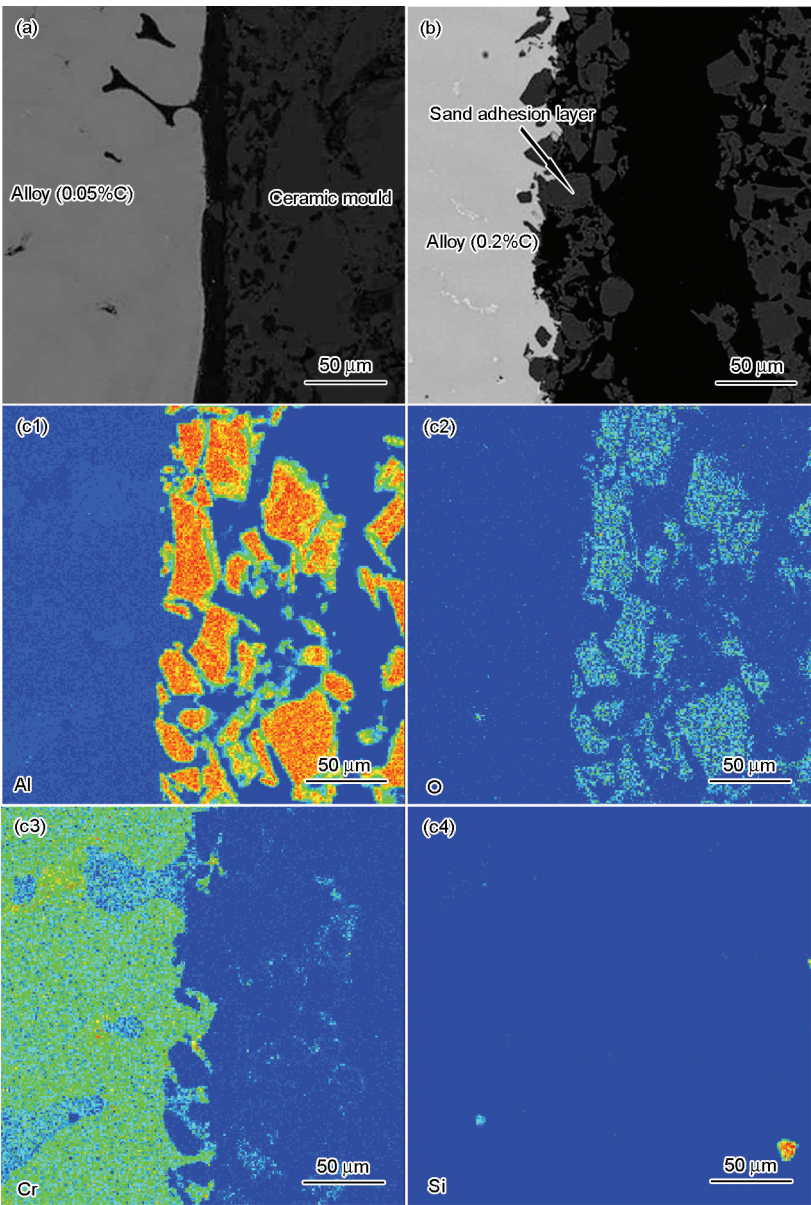 (a)
Alloy (0.05%C)
Ceramic mould
50 μm
(b)
Sand adhesion layer
Alloy (0.2%C)
50 μm
(c1)
Al
50 μm
(c2)
O
50 μm
(c3)
Cr
50 μm
(c4)
Si
50 μm